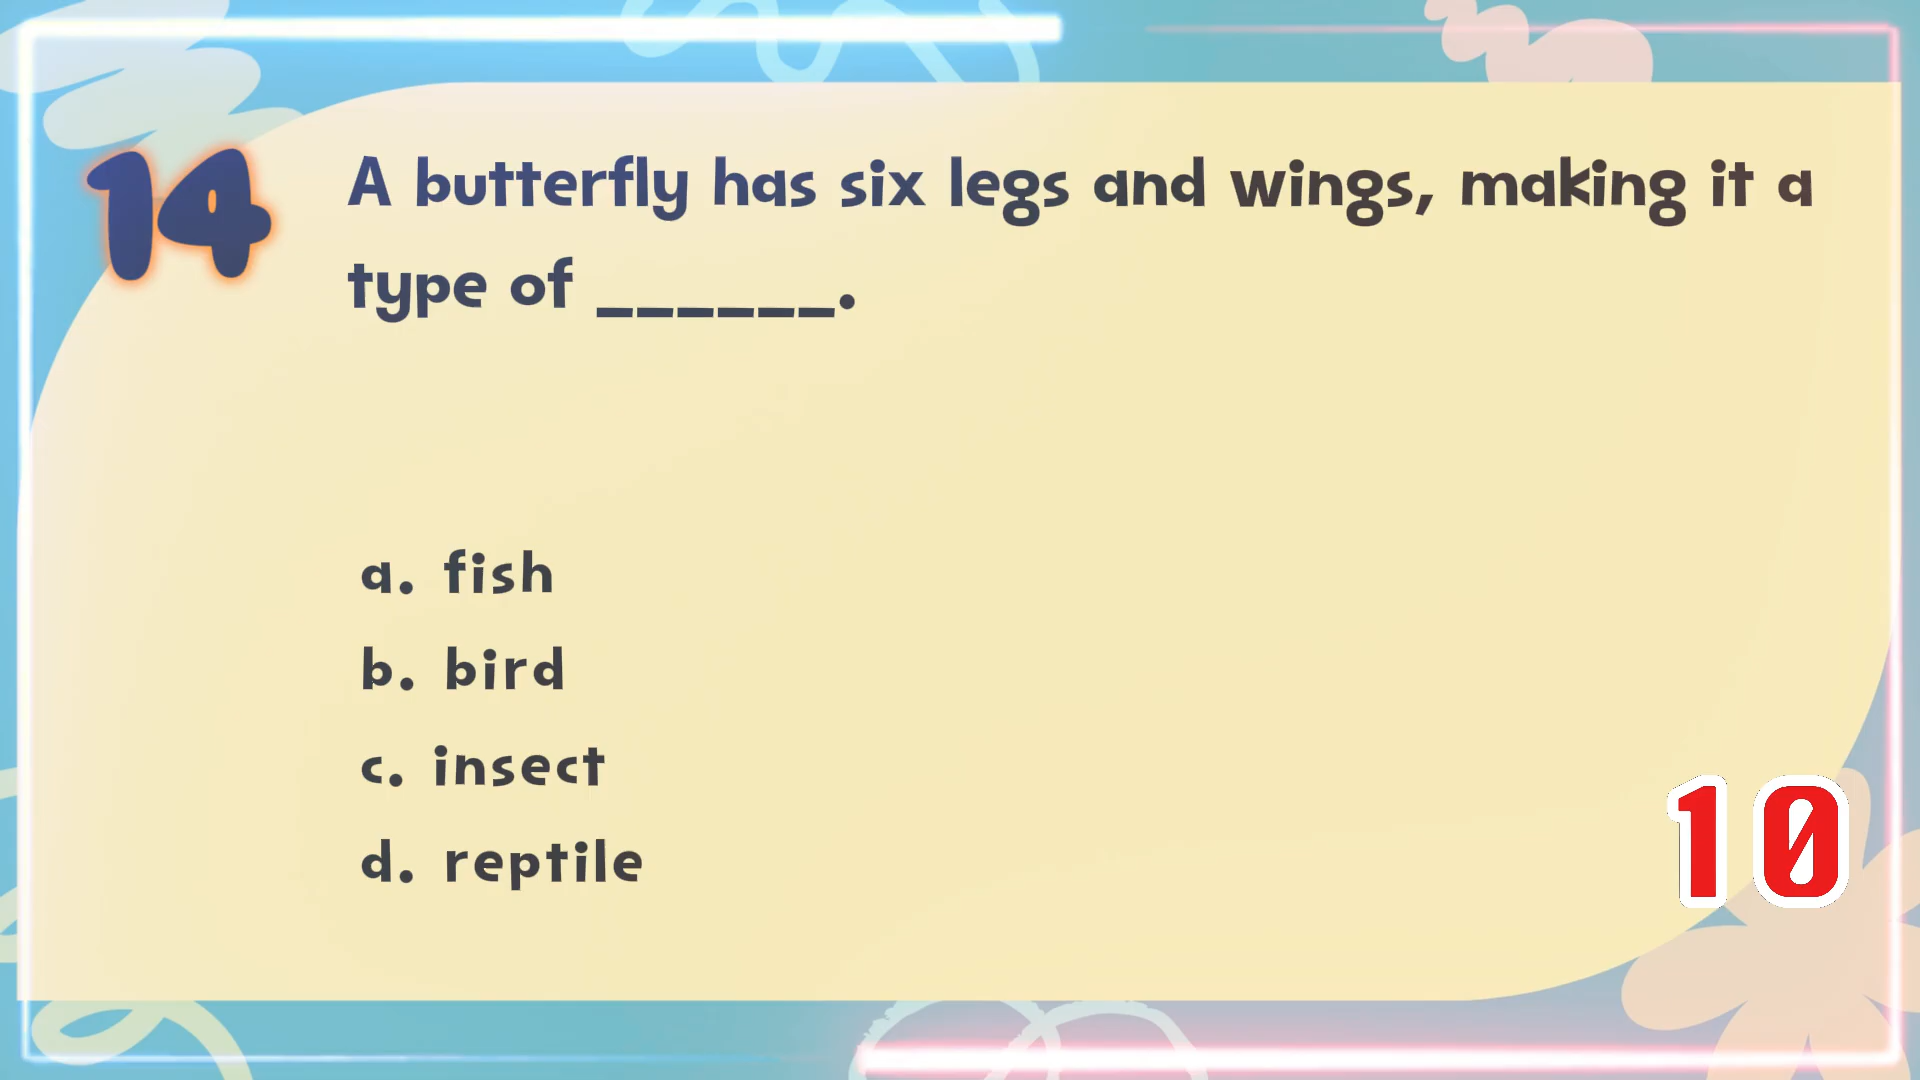 14
A butterfly has six legs and wings, making it a
type of ______.
a. fish
b. bird
c. insect
d. reptile
10